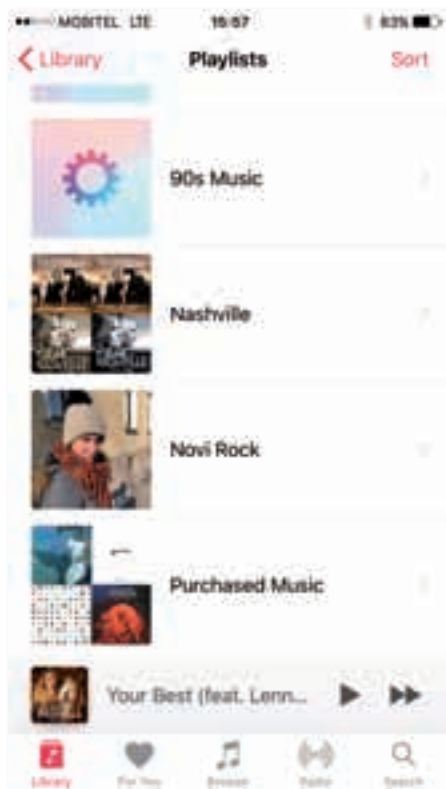 MOBITEL LTE 16:57 83%
Library Playlists Sort
90s Music
Nashville
Novi Rock
Purchased Music
Your Best (feat. Lenn...
Library For You Browse Radio Search